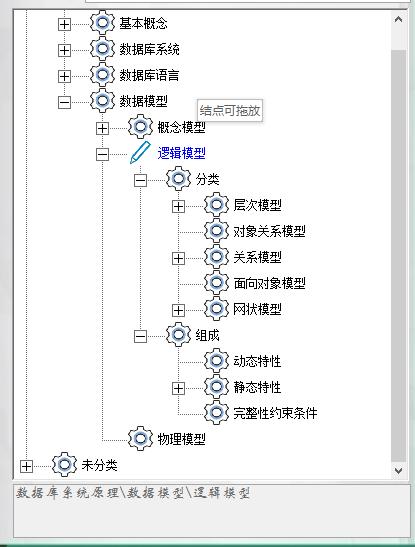 基本概念
数据库系统
数据库语言
数据模型
结点可拖放
概念模型
逻辑模型
分类
层次模型
对象关系模型
关系模型
面向对象模型
网状模型
组成
动态特性
静态特性
完整性约束条件
物理模型
未分类
数据库系统原理\数据模型\逻辑模型